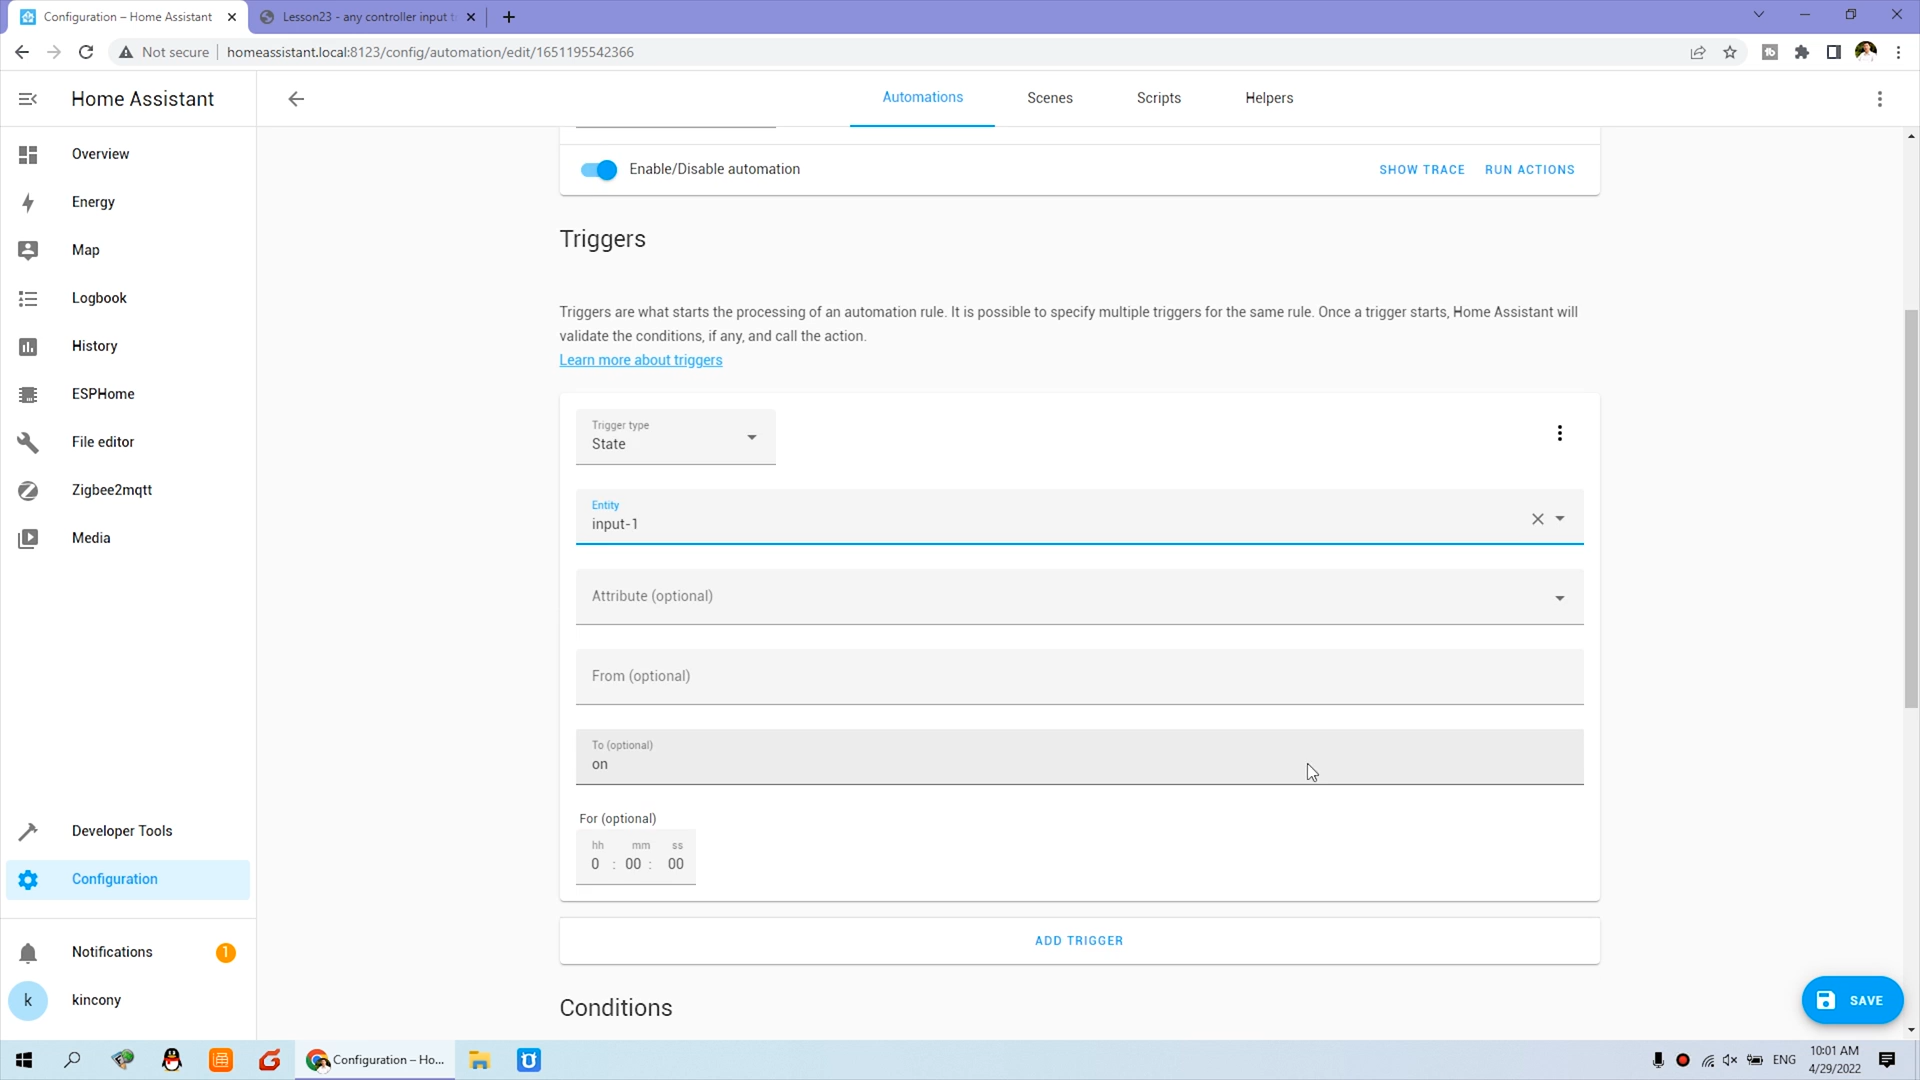 Configuration – Home Assistant
Lesson23 - any controller input t
Not secure
homeassistant.local:8123/config/automation/edit/1651195542366
Home Assistant
Automations
Scenes
Scripts
Helpers
Overview
Energy
Map
Logbook
History
ESPHome
File editor
Zigbee2mqtt
Media
Developer Tools
Configuration
Notifications
1
k
kincony
Enable/Disable automation
SHOW TRACE
RUN ACTIONS
Triggers
Triggers are what starts the processing of an automation rule. It is possible to specify multiple triggers for the same rule. Once a trigger starts, Home Assistant will
validate the conditions, if any, and call the action.
Learn more about triggers
Trigger type
State
Entity
input-1
Attribute (optional)
From (optional)
To (optional)
on
For (optional)
hh mm ss
0 : 00 : 00
ADD TRIGGER
Conditions
SAVE
Configuration – Ho...
ENG
10:01 AM
4/29/2022